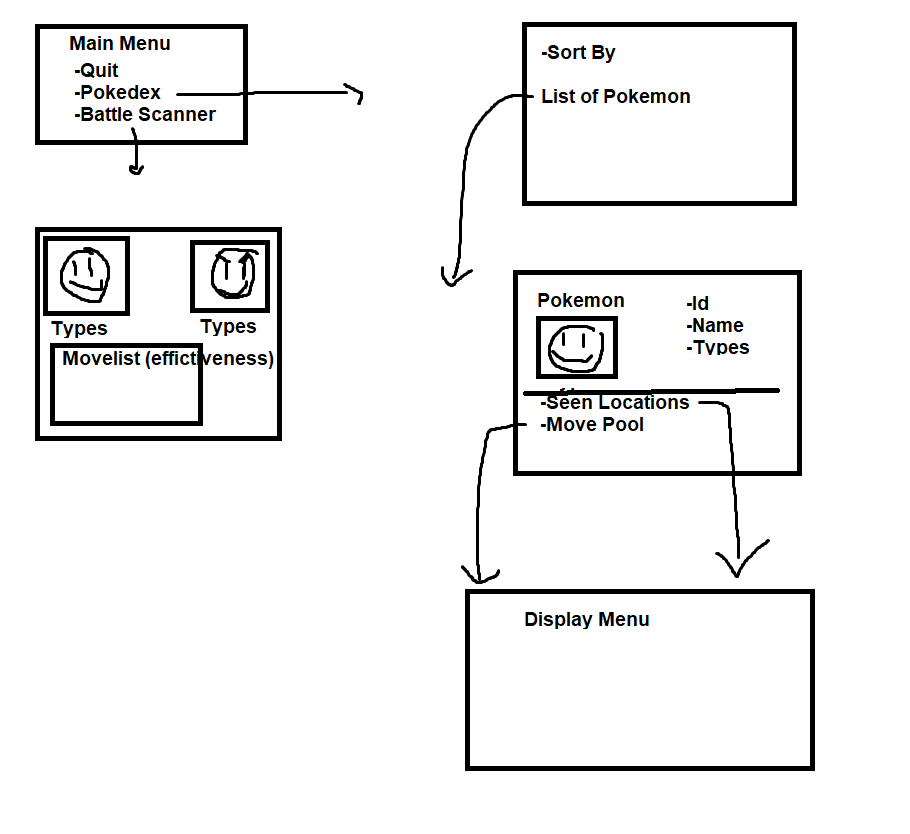 Main Menu
-Quit
-Pokedex
-Battle Scanner
-Sort By
List of Pokemon
Types
Types
Movelist (effictiveness)
Pokemon
-Id
-Name
-Types
-Seen Locations
-Move Pool
Display Menu